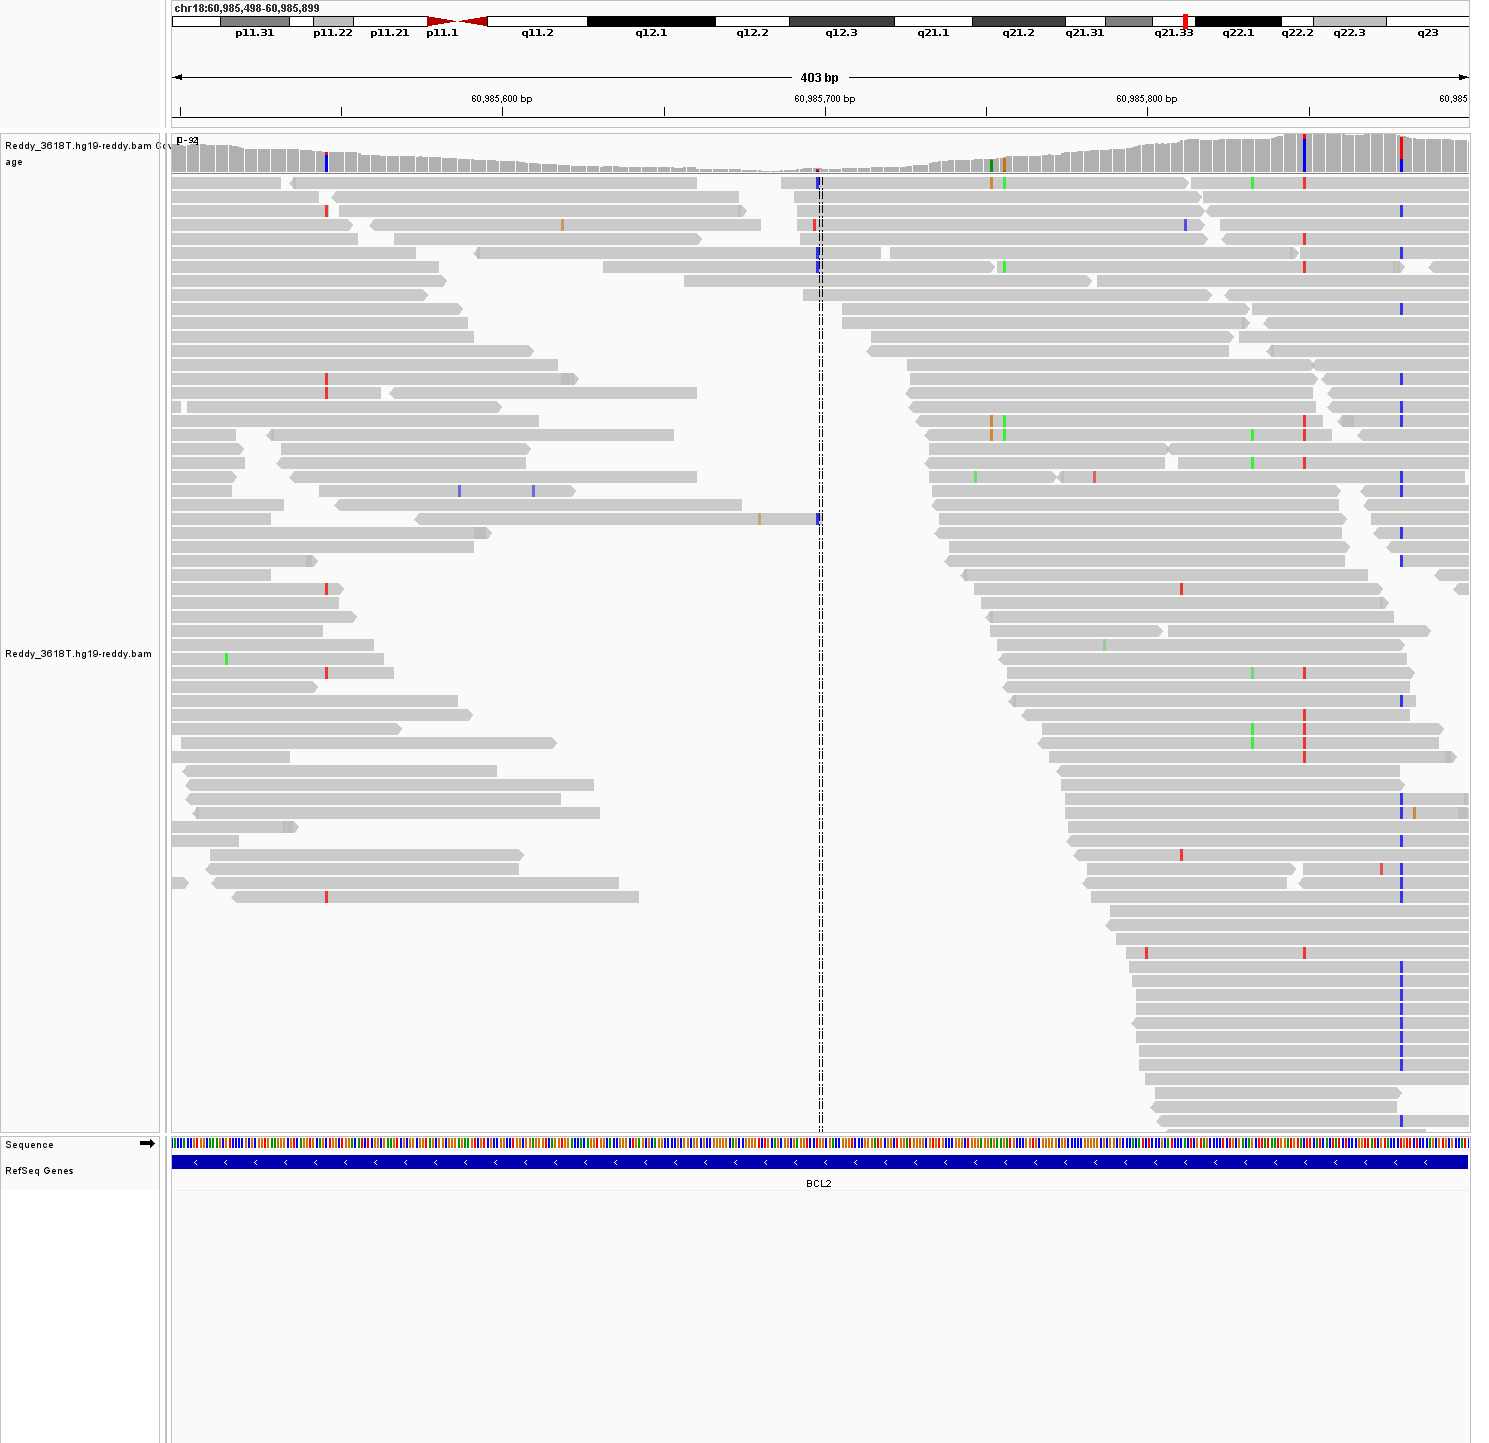 chr18:60,985,498-60,985,899
p11.31 p11.22 p11.21 p11.1 q11.2 q12.1 q12.2 q12.3 q21.1 q21.2 q21.31 q21.33 q22.1 q22.2 q22.3 q23
403 bp
60,985,600 bp 60,985,700 bp 60,985,800 bp 60,985
Reddy_3618T.hg19-reddy.bam Cov
age
[0-92]
Reddy_3618T.hg19-reddy.bam
Sequence
RefSeq Genes
BCL2